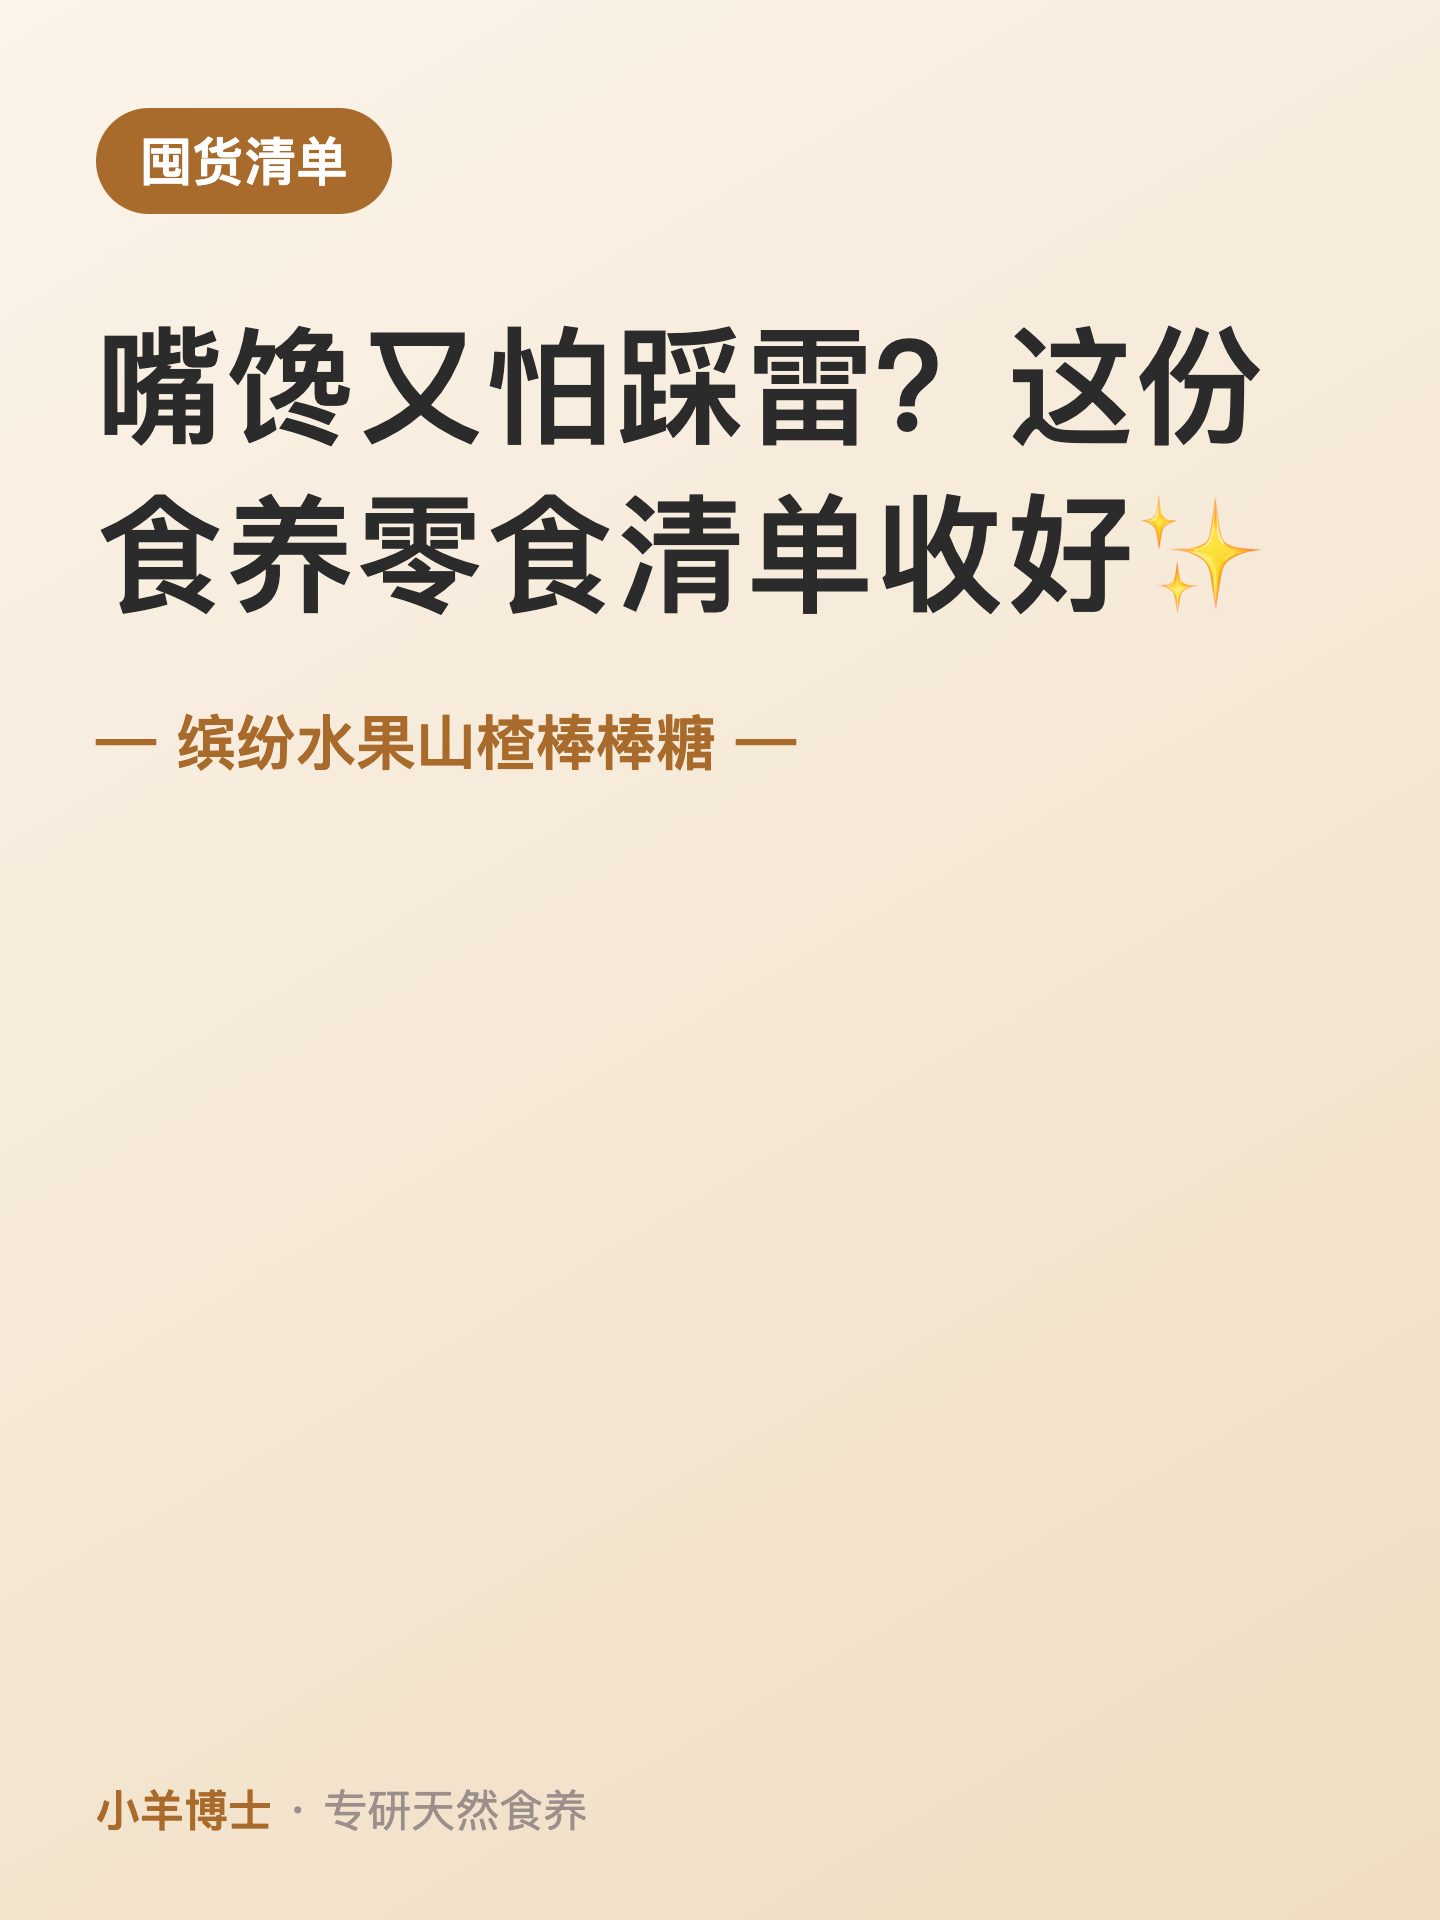 囤货清单
嘴馋又怕踩雷？这份
食养零食清单收好✨
— 缤纷水果山楂棒棒糖 —
小羊博士 · 专研天然食养